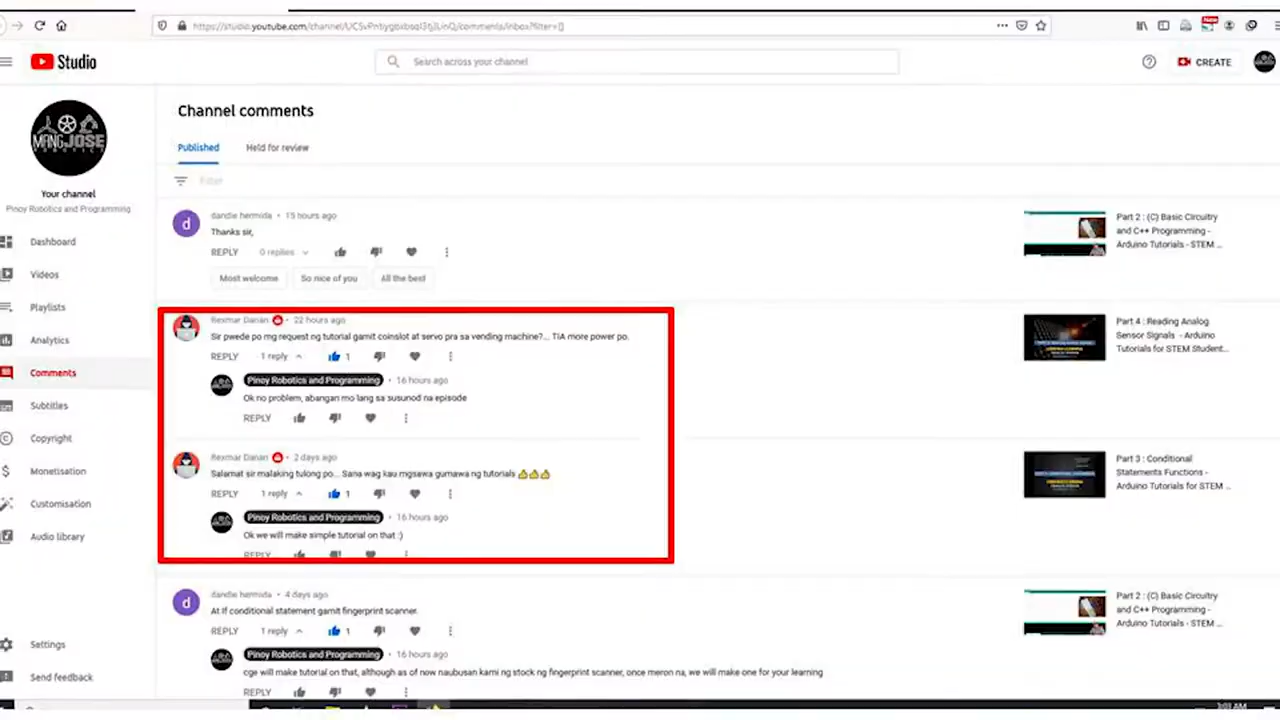 Studio
Search across your channel
CREATE
MANG JOSE
ROBOTICS
Your channel
Pinoy Robotics and Programming
Dashboard
Videos
Playlists
Analytics
Comments
Subtitles
Copyright
Monetisation
Customisation
Audio library
Settings
Send feedback
Channel comments
Published
Held for review
Filter
d
dandie hermida • 15 hours ago
Thanks sir,
REPLY 0 replies
Most welcome
So nice of you
All the best
Part 2 : (C) Basic Circuitry
and C++ Programming -
Arduino Tutorials - STEM ...
Rexmar Danan • 22 hours ago
Sir pwede po mg request ng tutorial gamit coinslot at servo pra sa vending machine?... TIA more power po.
REPLY 1 reply 1
Pinoy Robotics and Programming • 16 hours ago
Ok no problem, abangan mo lang sa susunod na episode
REPLY
Part 4 : Reading Analog
Sensor Signals - Arduino
Tutorials for STEM Student...
Rexmar Danan • 2 days ago
Salamat sir malaking tulong po... Sana wag kau mgsawa gumawa ng tutorials 👍👍👍
REPLY 1 reply 1
Pinoy Robotics and Programming • 16 hours ago
Ok we will make simple tutorial on that :)
REPLY
Part 3 : Conditional
Statements Functions -
Arduino Tutorials for STEM ...
d
dandie hermida • 4 days ago
At If conditional statement gamit fingerprint scanner.
REPLY 1 reply 1
Pinoy Robotics and Programming • 16 hours ago
cge will make tutorial on that, although as of now naubusan kami ng stock ng fingerprint scanner, once meron na, we will make one for your learning
REPLY
Part 2 : (C) Basic Circuitry
and C++ Programming -
Arduino Tutorials - STEM ...